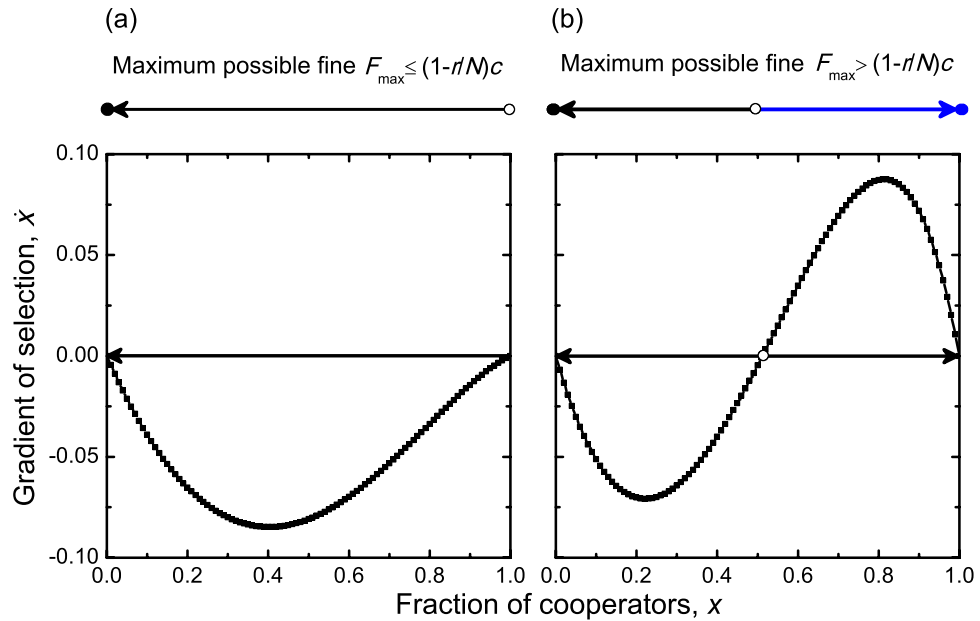 (a)
(b)
Maximum possible fine F_max ≤ (1-r/N)c
Maximum possible fine F_max > (1-r/N)c
0.10
0.05
0.00
-0.05
-0.10
Gradient of selection, ẋ
0.0 0.2 0.4 0.6 0.8 1.0
0.0 0.2 0.4 0.6 0.8 1.0
Fraction of cooperators, x